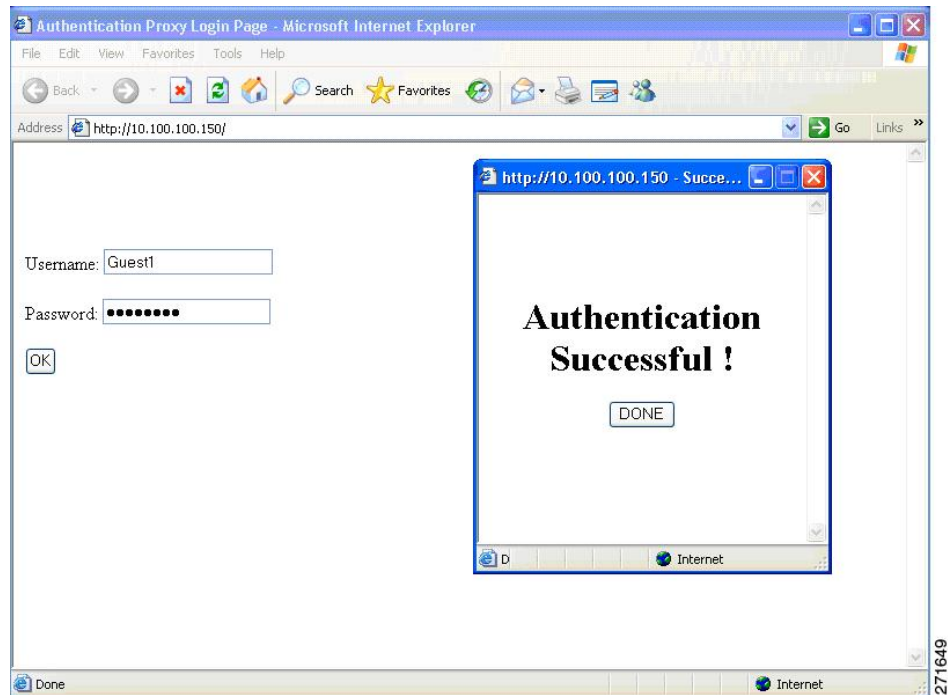 Authentication Proxy Login Page - Microsoft Internet Explorer
File Edit View Favorites Tools Help
Back Search Favorites
Address http://10.100.100.150/ Go Links »
http://10.100.100.150 - Succe...
Username: Guest1
Password: ••••••••
OK
Authentication
Successful !
DONE
D Internet
Done Internet
271649